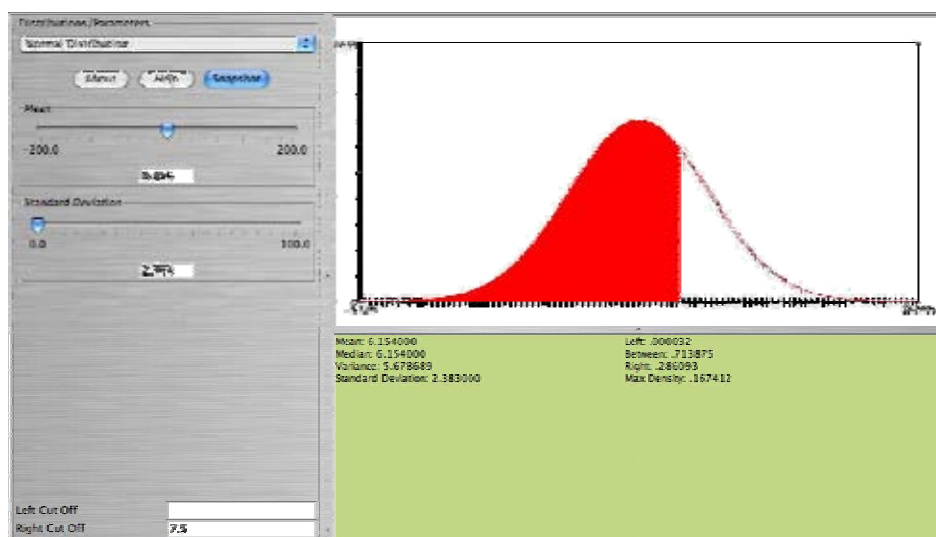 Distributions/Parameters
Normal Distribution
About
Help
Snapshot
Mean
-200.0
200.0
Standard Deviation
0.0
100.0
Mean: 6.154000
Median: 6.154000
Variance: 5.678689
Standard Deviation: 2.383000
Left: .000032
Between: .713875
Right: .286093
Max Density: .167412
Left Cut Off
Right Cut Off
7.5